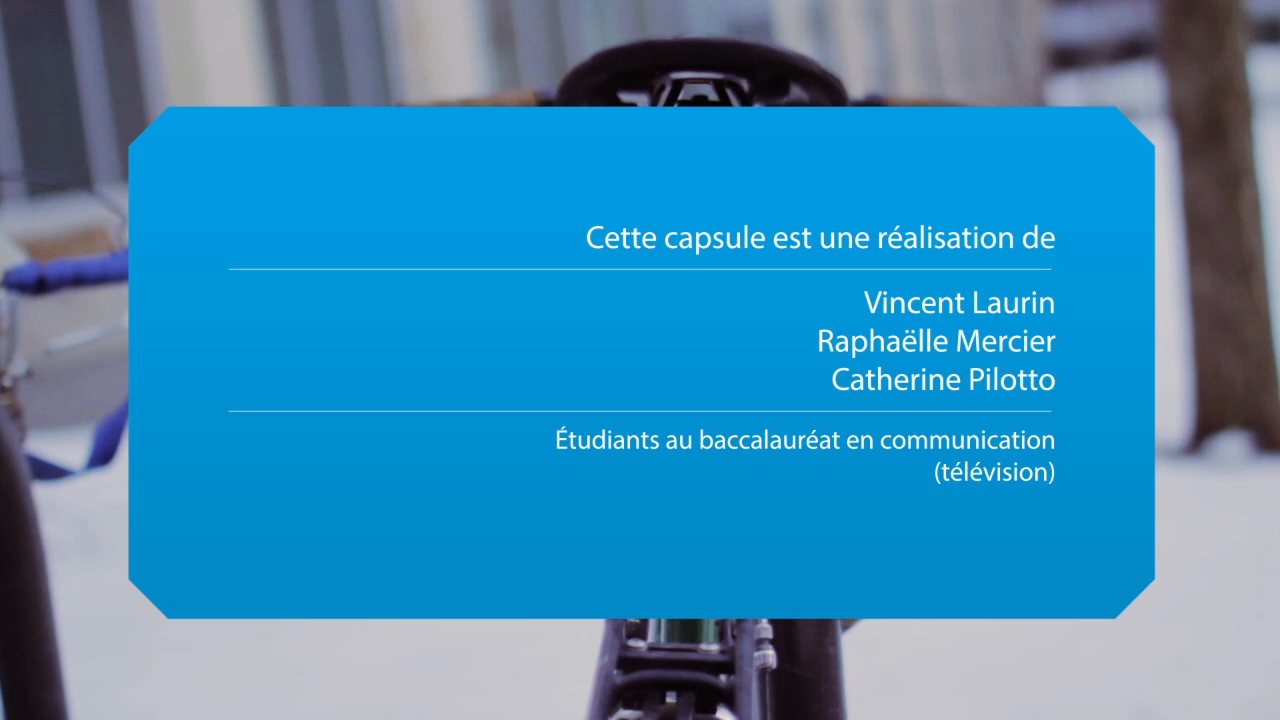 Cette capsule est une réalisation de
Vincent Laurin
Raphaëlle Mercier
Catherine Pilotto
Étudiants au baccalauréat en communication
(télévision)